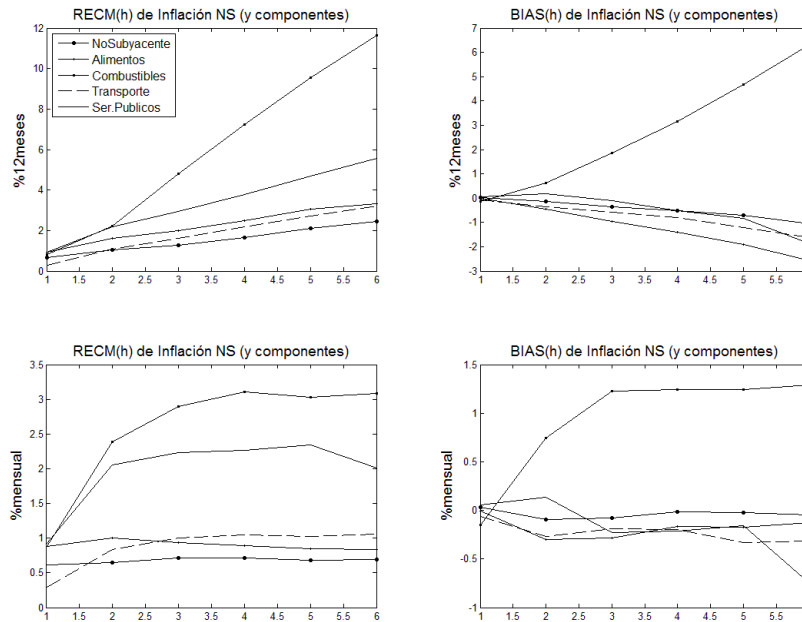 RECM(h) de Inflación NS (y componentes)
%12meses
12
10
8
6
4
2
0
NoSubyacente
Alimentos
Combustibles
Transporte
Ser.Publicos
1 1.5 2 2.5 3 3.5 4 4.5 5 5.5 6
BIAS(h) de Inflación NS (y componentes)
%12meses
7
6
5
4
3
2
1
0
-1
-2
-3
1 1.5 2 2.5 3 3.5 4 4.5 5 5.5
RECM(h) de Inflación NS (y componentes)
%mensual
3.5
3
2.5
2
1.5
1
0.5
0
1 1.5 2 2.5 3 3.5 4 4.5 5 5.5 6
BIAS(h) de Inflación NS (y componentes)
%mensual
1.5
1
0.5
0
-0.5
-1
1 1.5 2 2.5 3 3.5 4 4.5 5 5.5